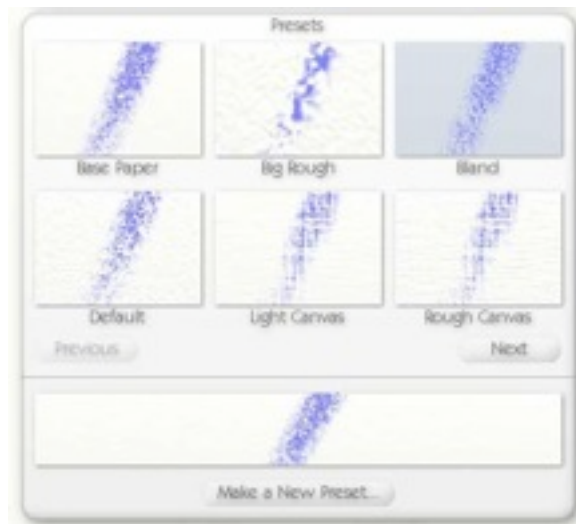 Presets
Base Paper
Big Rough
Bland
Default
Light Canvas
Rough Canvas
Previous
Next
Make a New Preset...